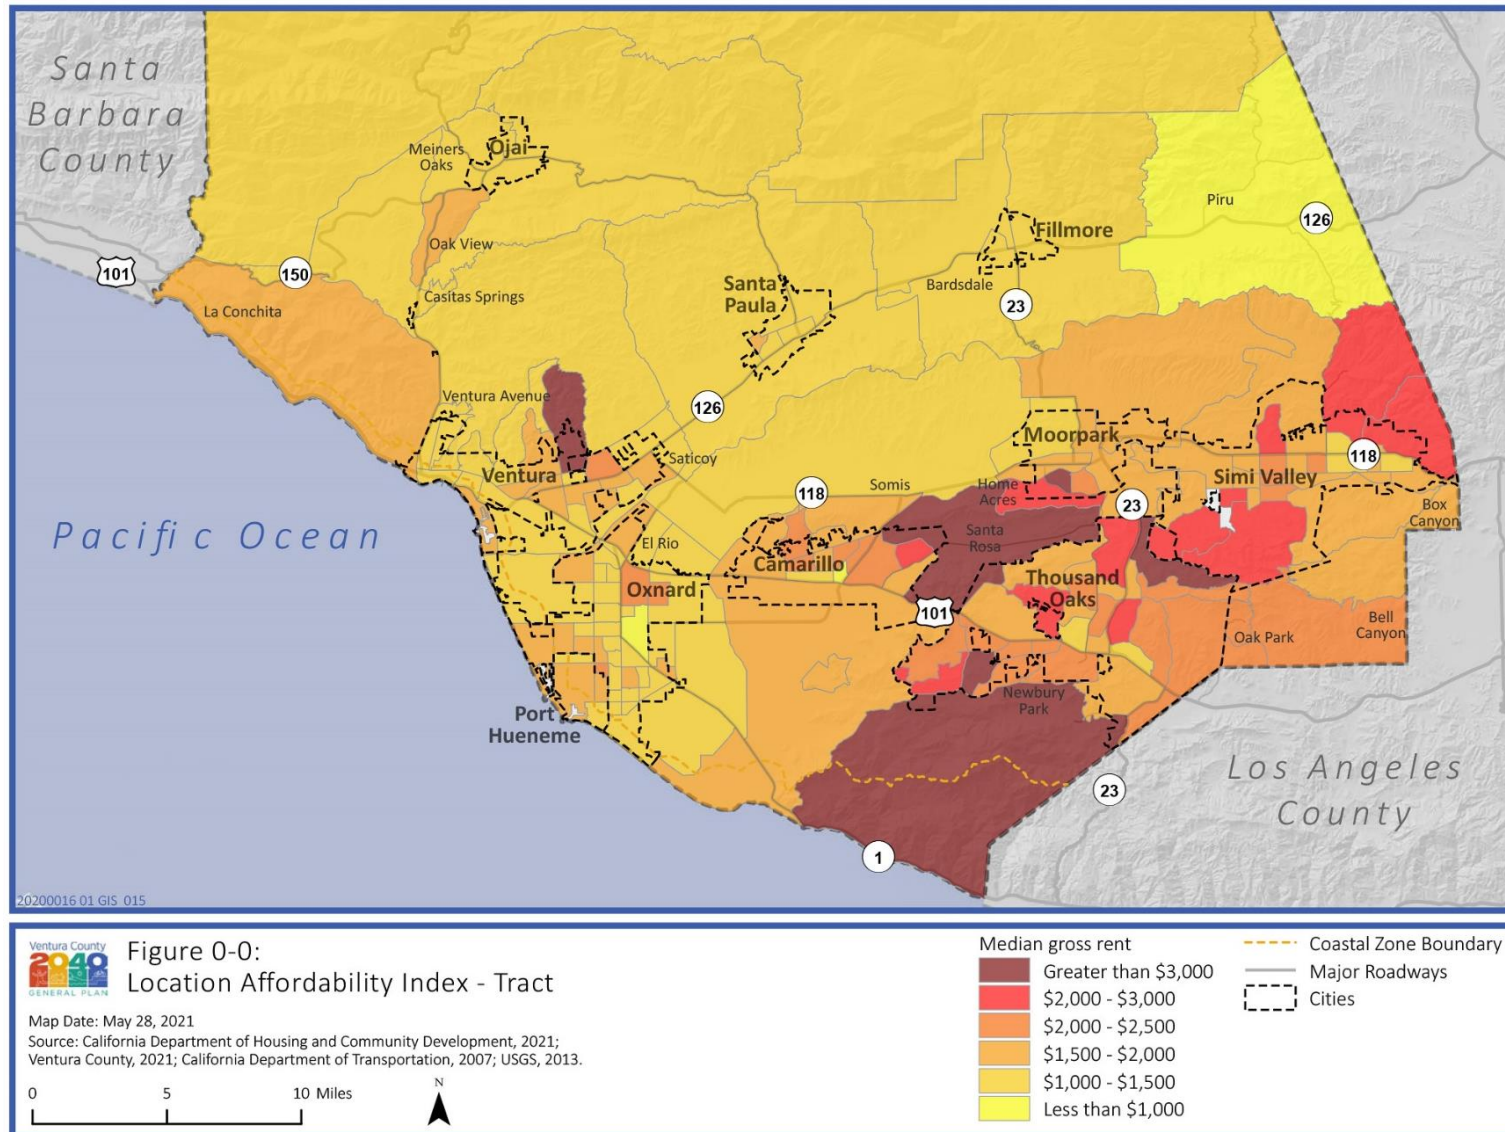 Santa
Barbara
County
Meiners
Oaks
Ojai
Piru
126
Fillmore
Oak View
101
150
Santa
Paula
Bardsdale
Casitas Springs
23
La Conchita
Ventura Avenue
126
Moorpark
Ventura
Saticoy
118
Simi Valley
118
Somis
Home
Acres
23
Box
Canyon
Pacific Ocean
Santa
Rosa
El Rio
Camarillo
Thousand
Oaks
Oxnard
101
Oak Park
Bell
Canyon
Newbury
Park
Port
Hueneme
Los Angeles
County
23
1
20200016 01 GIS 015
Ventura County
2040
GENERAL PLAN
Figure 0-0:
Location Affordability Index - Tract
Map Date: May 28, 2021
Source: California Department of Housing and Community Development, 2021;
Ventura County, 2021; California Department of Transportation, 2007; USGS, 2013.
0 5 10 Miles
N
Median gross rent
Greater than $3,000
$2,000 - $3,000
$2,000 - $2,500
$1,500 - $2,000
$1,000 - $1,500
Less than $1,000
Coastal Zone Boundary
Major Roadways
Cities